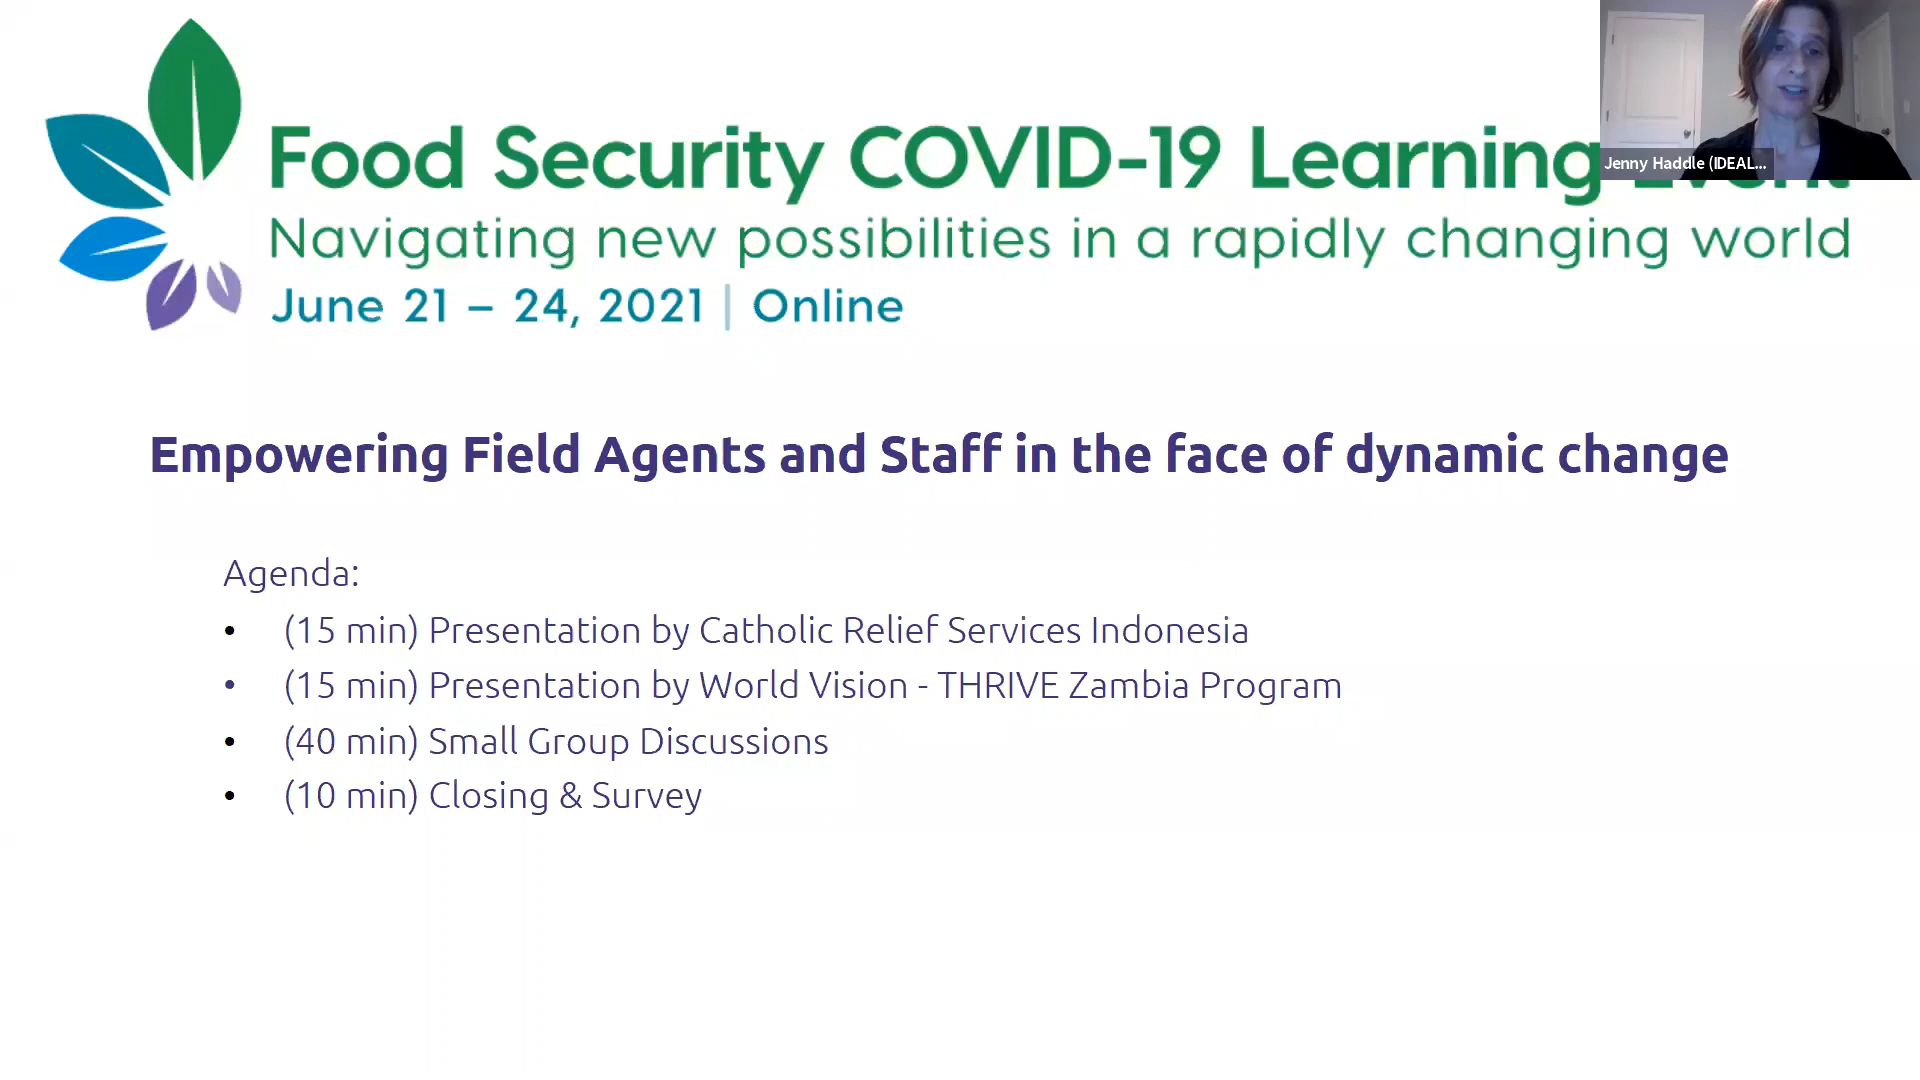 Food Security COVID-19 Learning Event
Jenny Haddle (IDEAL...
Navigating new possibilities in a rapidly changing world
June 21 – 24, 2021 | Online
Empowering Field Agents and Staff in the face of dynamic change
Agenda:
• (15 min) Presentation by Catholic Relief Services Indonesia
• (15 min) Presentation by World Vision - THRIVE Zambia Program
• (40 min) Small Group Discussions
• (10 min) Closing & Survey